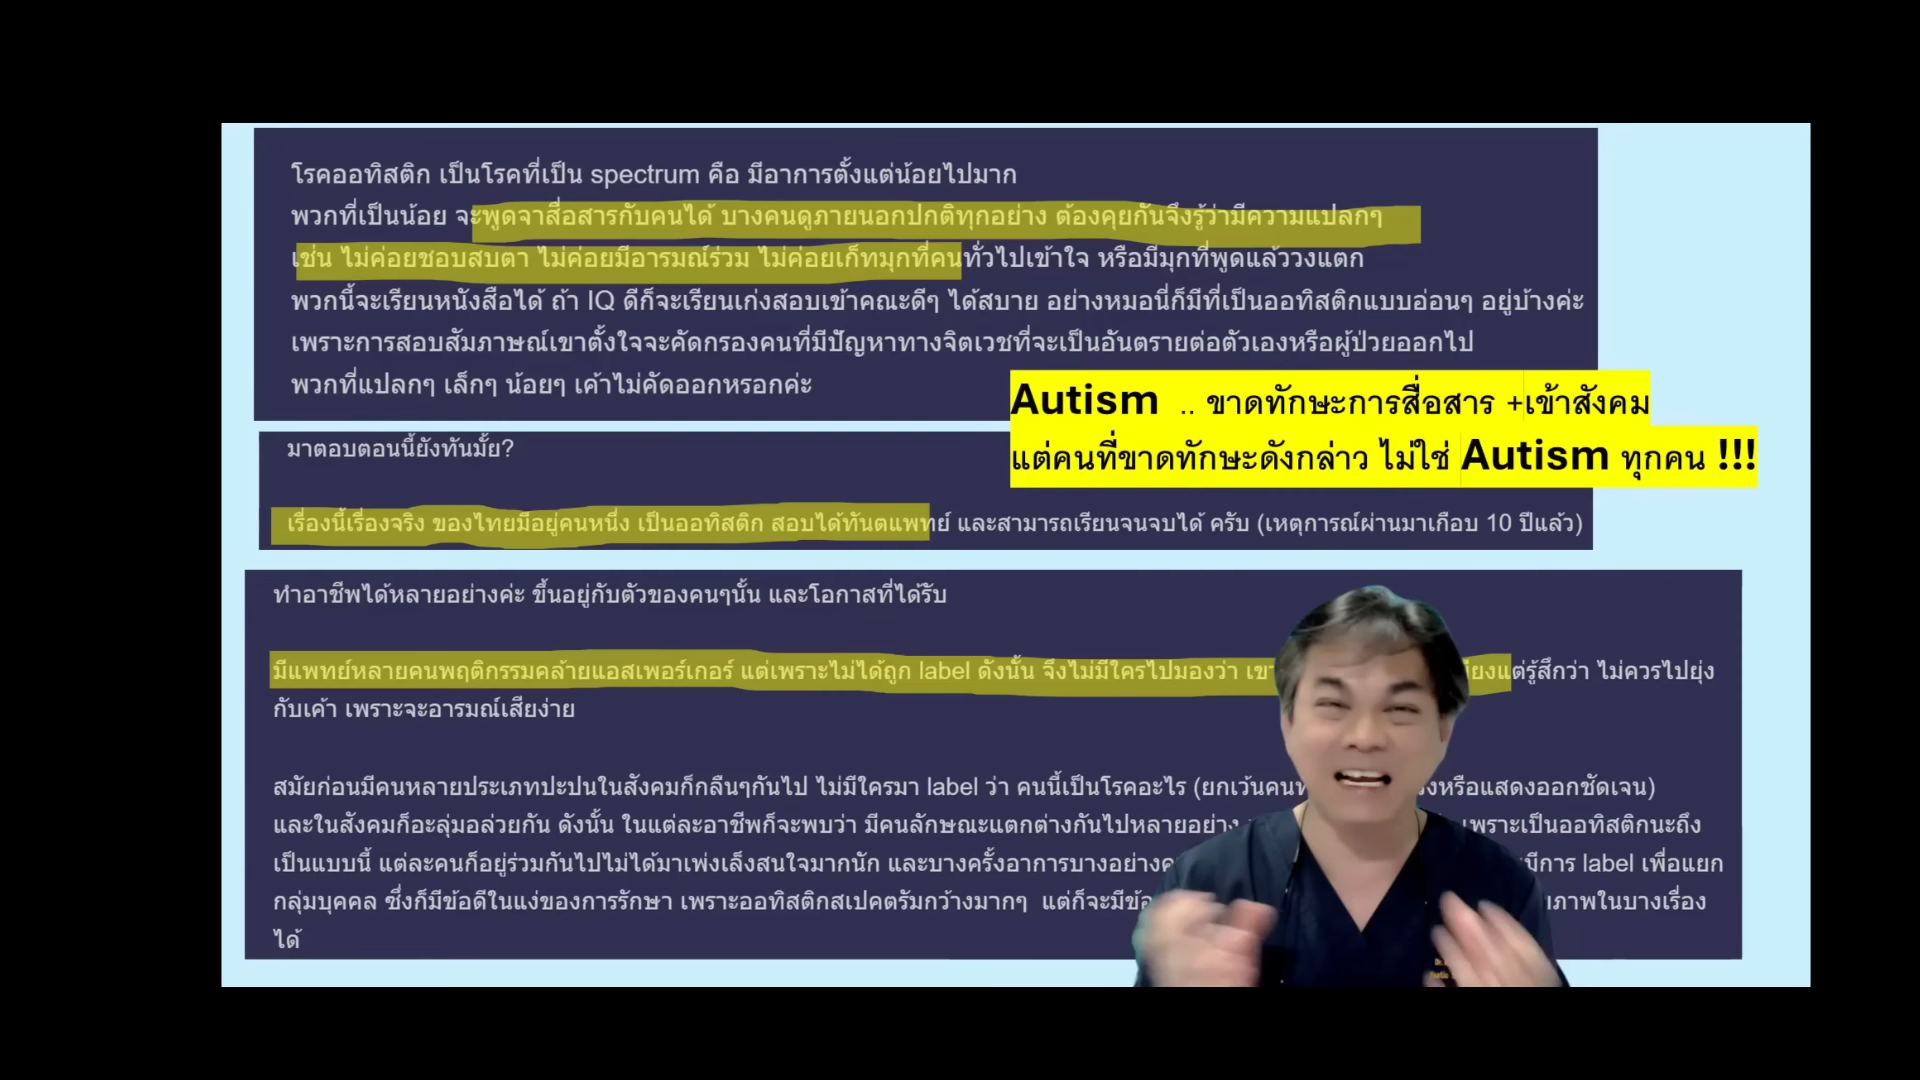 โรคออทิสติก เป็นโรคที่เป็น spectrum คือ มีอาการตั้งแต่น้อยไปมาก
พวกที่เป็นน้อย จะพูดจาสื่อสารกับคนได้ บางคนดูภายนอกปกติทุกอย่าง ต้องคุยกันจึงรู้ว่ามีความแปลกๆ
เช่น ไม่ค่อยชอบสบตา ไม่ค่อยมีอารมณ์ร่วม ไม่ค่อยเก็ทมุกที่คนทั่วไปเข้าใจ หรือมีมุกที่พูดแล้ววงแตก
พวกนี้จะเรียนหนังสือได้ ถ้า IQ ดีก็จะเรียนเก่งสอบเข้าคณะดีๆ ได้สบาย อย่างหมอนี่ก็มีที่เป็นออทิสติกแบบอ่อนๆ อยู่บ้างค่ะ
เพราะการสอบสัมภาษณ์เขาตั้งใจจะคัดกรองคนที่มีปัญหาทางจิตเวชที่จะเป็นอันตรายต่อตัวเองหรือผู้ป่วยออกไป
พวกที่แปลกๆ เล็กๆ น้อยๆ เค้าไม่คัดออกหรอกค่ะ
Autism .. ขาดทักษะการสื่อสาร +เข้าสังคม
แต่คนที่ขาดทักษะดังกล่าว ไม่ใช่ Autism ทุกคน !!!
มาตอบตอนนี้ยังทันมั้ย?
เรื่องนี้เรื่องจริง ของไทยมีอยู่คนหนึ่ง เป็นออทิสติก สอบได้ทันตแพทย์ และสามารถเรียนจนจบได้ ครับ (เหตุการณ์ผ่านมาเกือบ 10 ปีแล้ว)
ทำอาชีพได้หลายอย่างค่ะ ขึ้นอยู่กับตัวของคนๆนั้น และโอกาสที่ได้รับ
มีแพทย์หลายคนพฤติกรรมคล้ายแอสเพอร์เกอร์ แต่เพราะไม่ได้ถูก label ดังนั้น จึงไม่มีใครไปมองว่า แต่รู้สึกว่า ไม่ควรไปยุ่ง
กับเค้า เพราะจะอารมณ์เสียง่าย
สมัยก่อนมีคนหลายประเภทปะปนในสังคมก็กลืนๆกันไป ไม่มีใครมา label ว่า คนนี้เป็นโรคอะไร (ยกเว้นคน หรือแสดงออกชัดเจน)
และในสังคมก็อะลุ่มอล่วยกัน ดังนั้น ในแต่ละอาชีพก็จะพบว่า มีคนลักษณะแตกต่างกันไปหลายอย่าง เพราะเป็นออทิสติกนะถึง
เป็นแบบนี้ แต่ละคนก็อยู่ร่วมกันไปไม่ได้มาเพ่งเล็งสนใจมากนัก และบางครั้งอาการบางอย่าง มีการ label เพื่อแยก
กลุ่มบุคคล ซึ่งก็มีข้อดีในแง่ของการรักษา เพราะออทิสติกสเปคตรัมกว้างมากๆ แต่ก็จะมี ภาพในบางเรื่อง
ได้